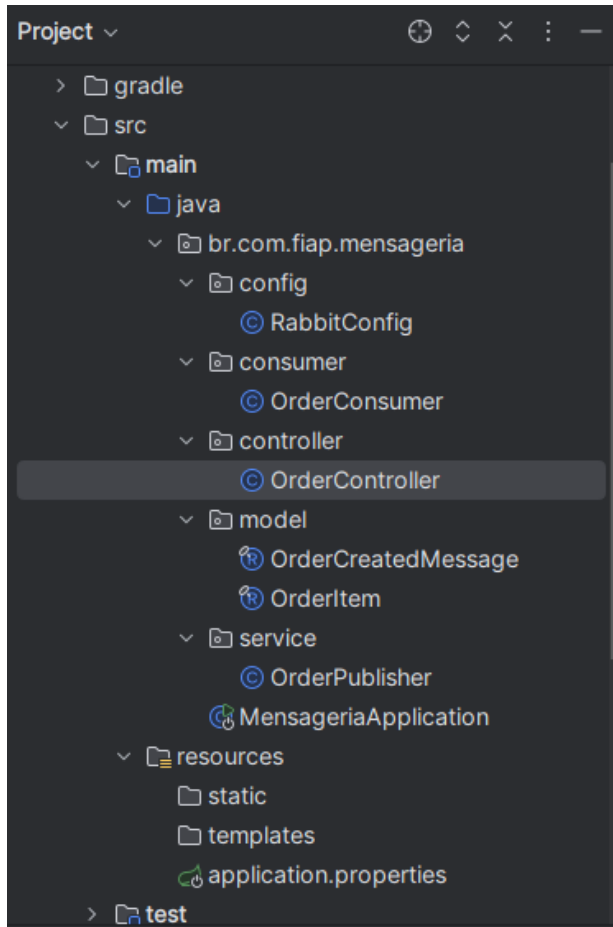 Project
gradle
src
main
java
br.com.fiap.mensageria
config
RabbitConfig
consumer
OrderConsumer
controller
OrderController
model
OrderCreatedMessage
OrderItem
service
OrderPublisher
MensageriaApplication
resources
static
templates
application.properties
test